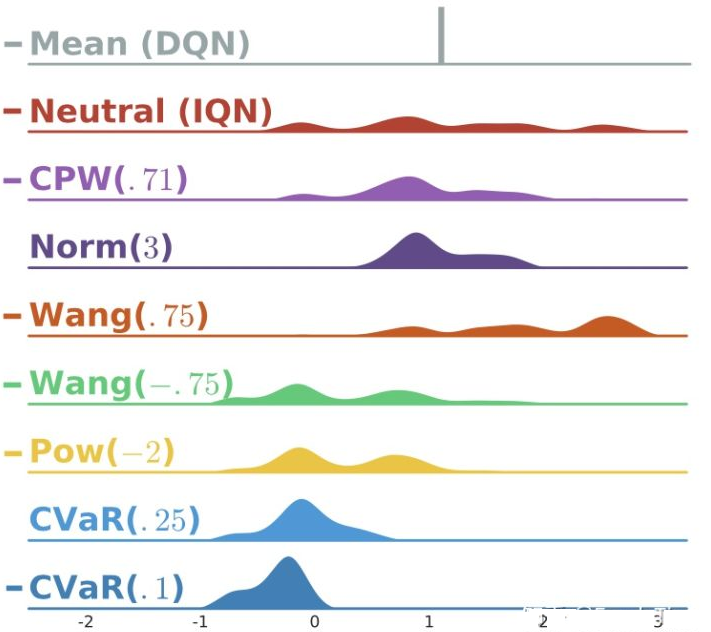 Mean (DQN)
Neutral (IQN)
CPW(.71)
Norm(3)
Wang(.75)
Wang(−.75)
Pow(−2)
CVaR(.25)
CVaR(.1)
-2 -1 0 1 2 3